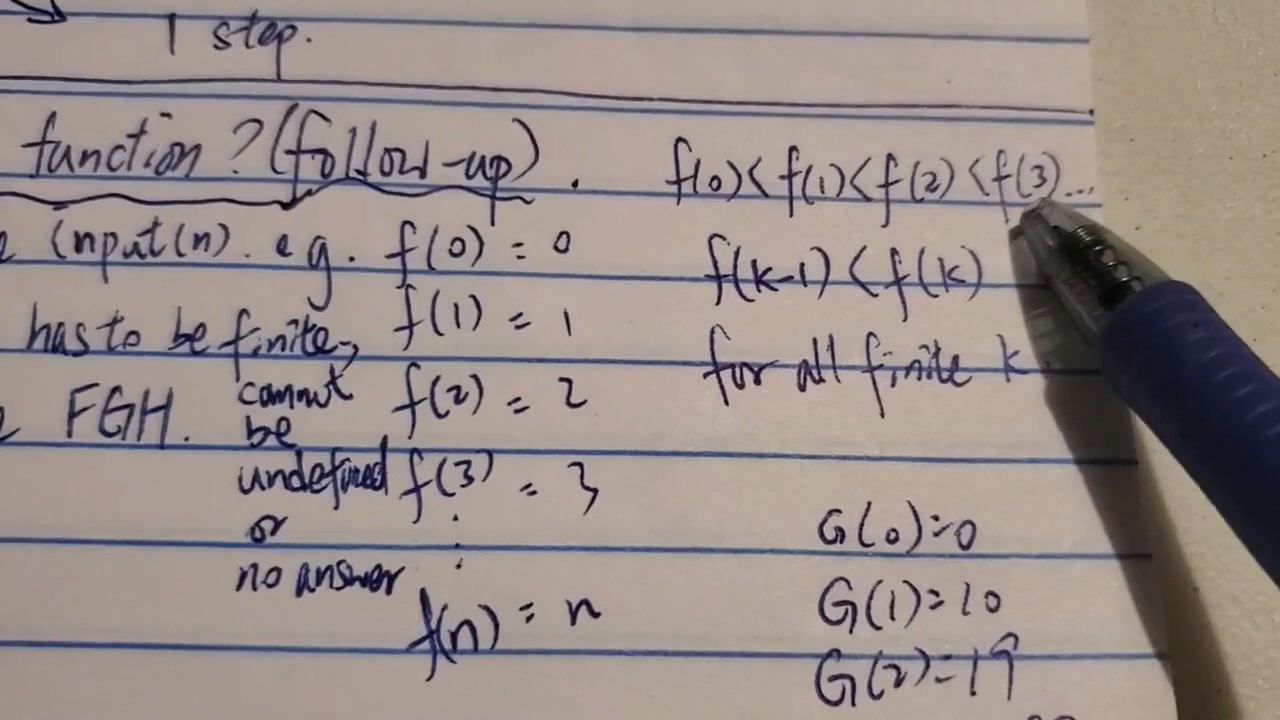 1 step.
function ? (follow-up) .
f(0) < f(1) < f(2) < f(3) ...
input(n). eg. f(0) = 0
f(k-1) < f(k)
has to be finite, f(1) = 1
for all finite k.
FGH. cannot f(2) = 2
be
undefined f(3) = 3
or
G(0) = 0
no answer
f(n) = n
G(1) = 10
G(2) = 19